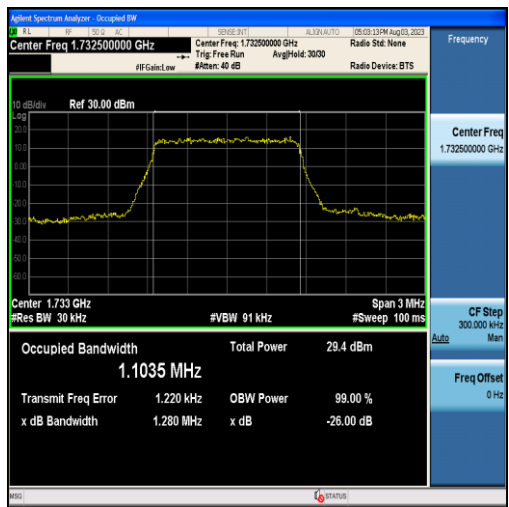 Agilent Spectrum Analyzer - Occupied BW
RL RF 50 Ω AC SENSE:INT ALIGN AUTO 05:03:13PM Aug 03, 2023
Center Freq 1.732500000 GHz
Center Freq: 1.732500000 GHz
Radio Std: None
Trig: Free Run Avg|Hold: 30/30
#IFGain:Low #Atten: 40 dB Radio Device: BTS
10 dB/div Ref 30.00 dBm
Log
20.0
10.0
0.00
-10.0
-20.0
-30.0
-40.0
-50.0
-60.0
Center 1.733 GHz Span 3 MHz
#Res BW 30 kHz #VBW 91 kHz #Sweep 100 ms
Occupied Bandwidth Total Power 29.4 dBm
1.1035 MHz
Transmit Freq Error 1.220 kHz OBW Power 99.00 %
x dB Bandwidth 1.280 MHz x dB -26.00 dB
MSG STATUS
Frequency
Center Freq
1.732500000 GHz
CF Step
300.000 kHz
Auto Man
Freq Offset
0 Hz